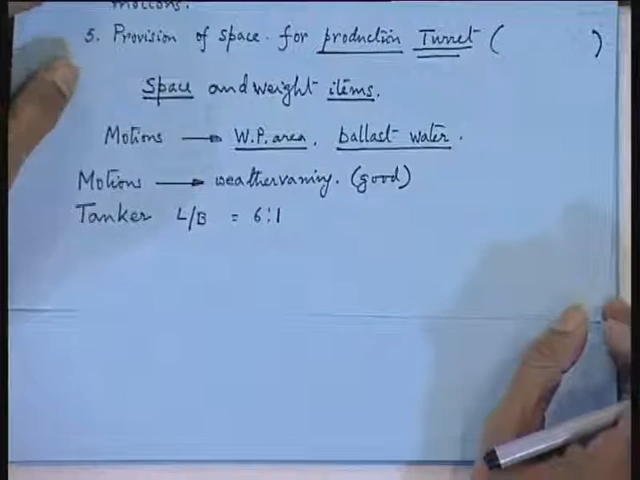 motions.
5. Provision of space for production Turret ( )
Space and weight items.
Motions → W.P. area, ballast water.
Motions → weathervaning. (good)
Tanker L/B = 6:1